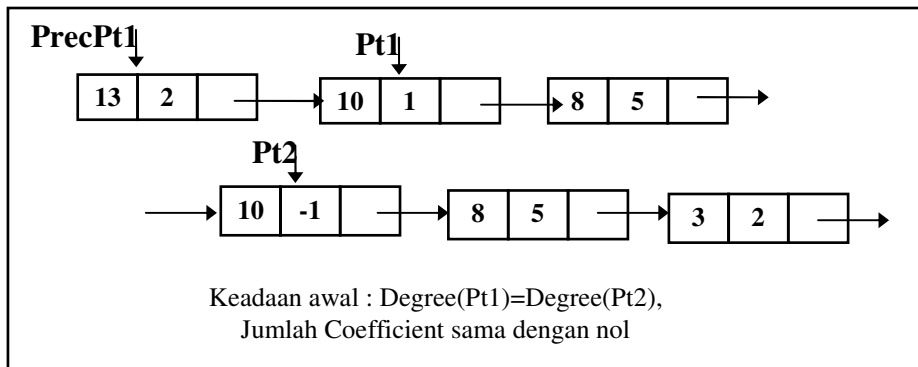 PrecPt1 Pt1
13 2 10 1 8 5
Pt2
10 -1 8 5 3 2
Keadaan awal : Degree(Pt1)=Degree(Pt2),
Jumlah Coefficient sama dengan nol